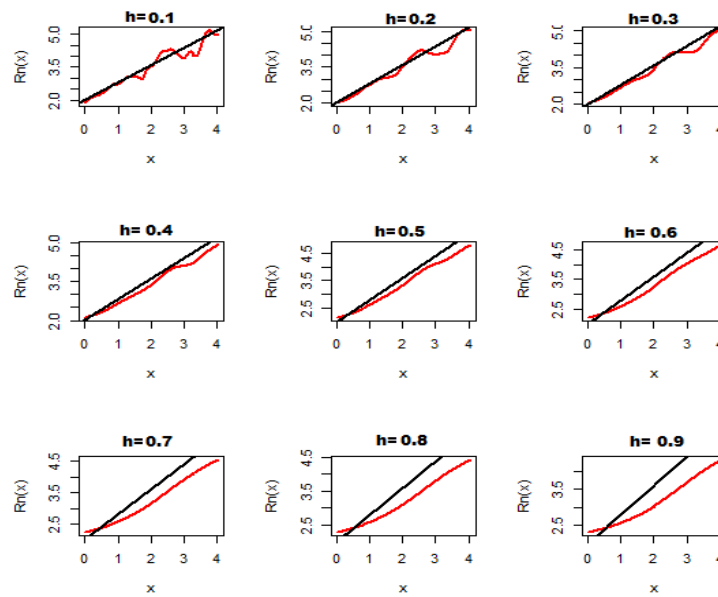 h=0.1
Rn(x)
2.0 3.5 5.0
0 1 2 3 4
x
h=0.2
Rn(x)
2.0 3.5 5.0
0 1 2 3 4
x
h=0.3
Rn(x)
2.0 3.5 5.0
0 1 2 3 4
x
h=0.4
Rn(x)
2.0 3.5 5.0
0 1 2 3 4
x
h=0.5
Rn(x)
2.5 3.5 4.5
0 1 2 3 4
x
h=0.6
Rn(x)
2.5 3.5 4.5
0 1 2 3 4
x
h=0.7
Rn(x)
2.5 3.5 4.5
0 1 2 3 4
x
h=0.8
Rn(x)
2.5 3.5 4.5
0 1 2 3 4
x
h= 0.9
Rn(x)
2.5 3.5
0 1 2 3 4
x